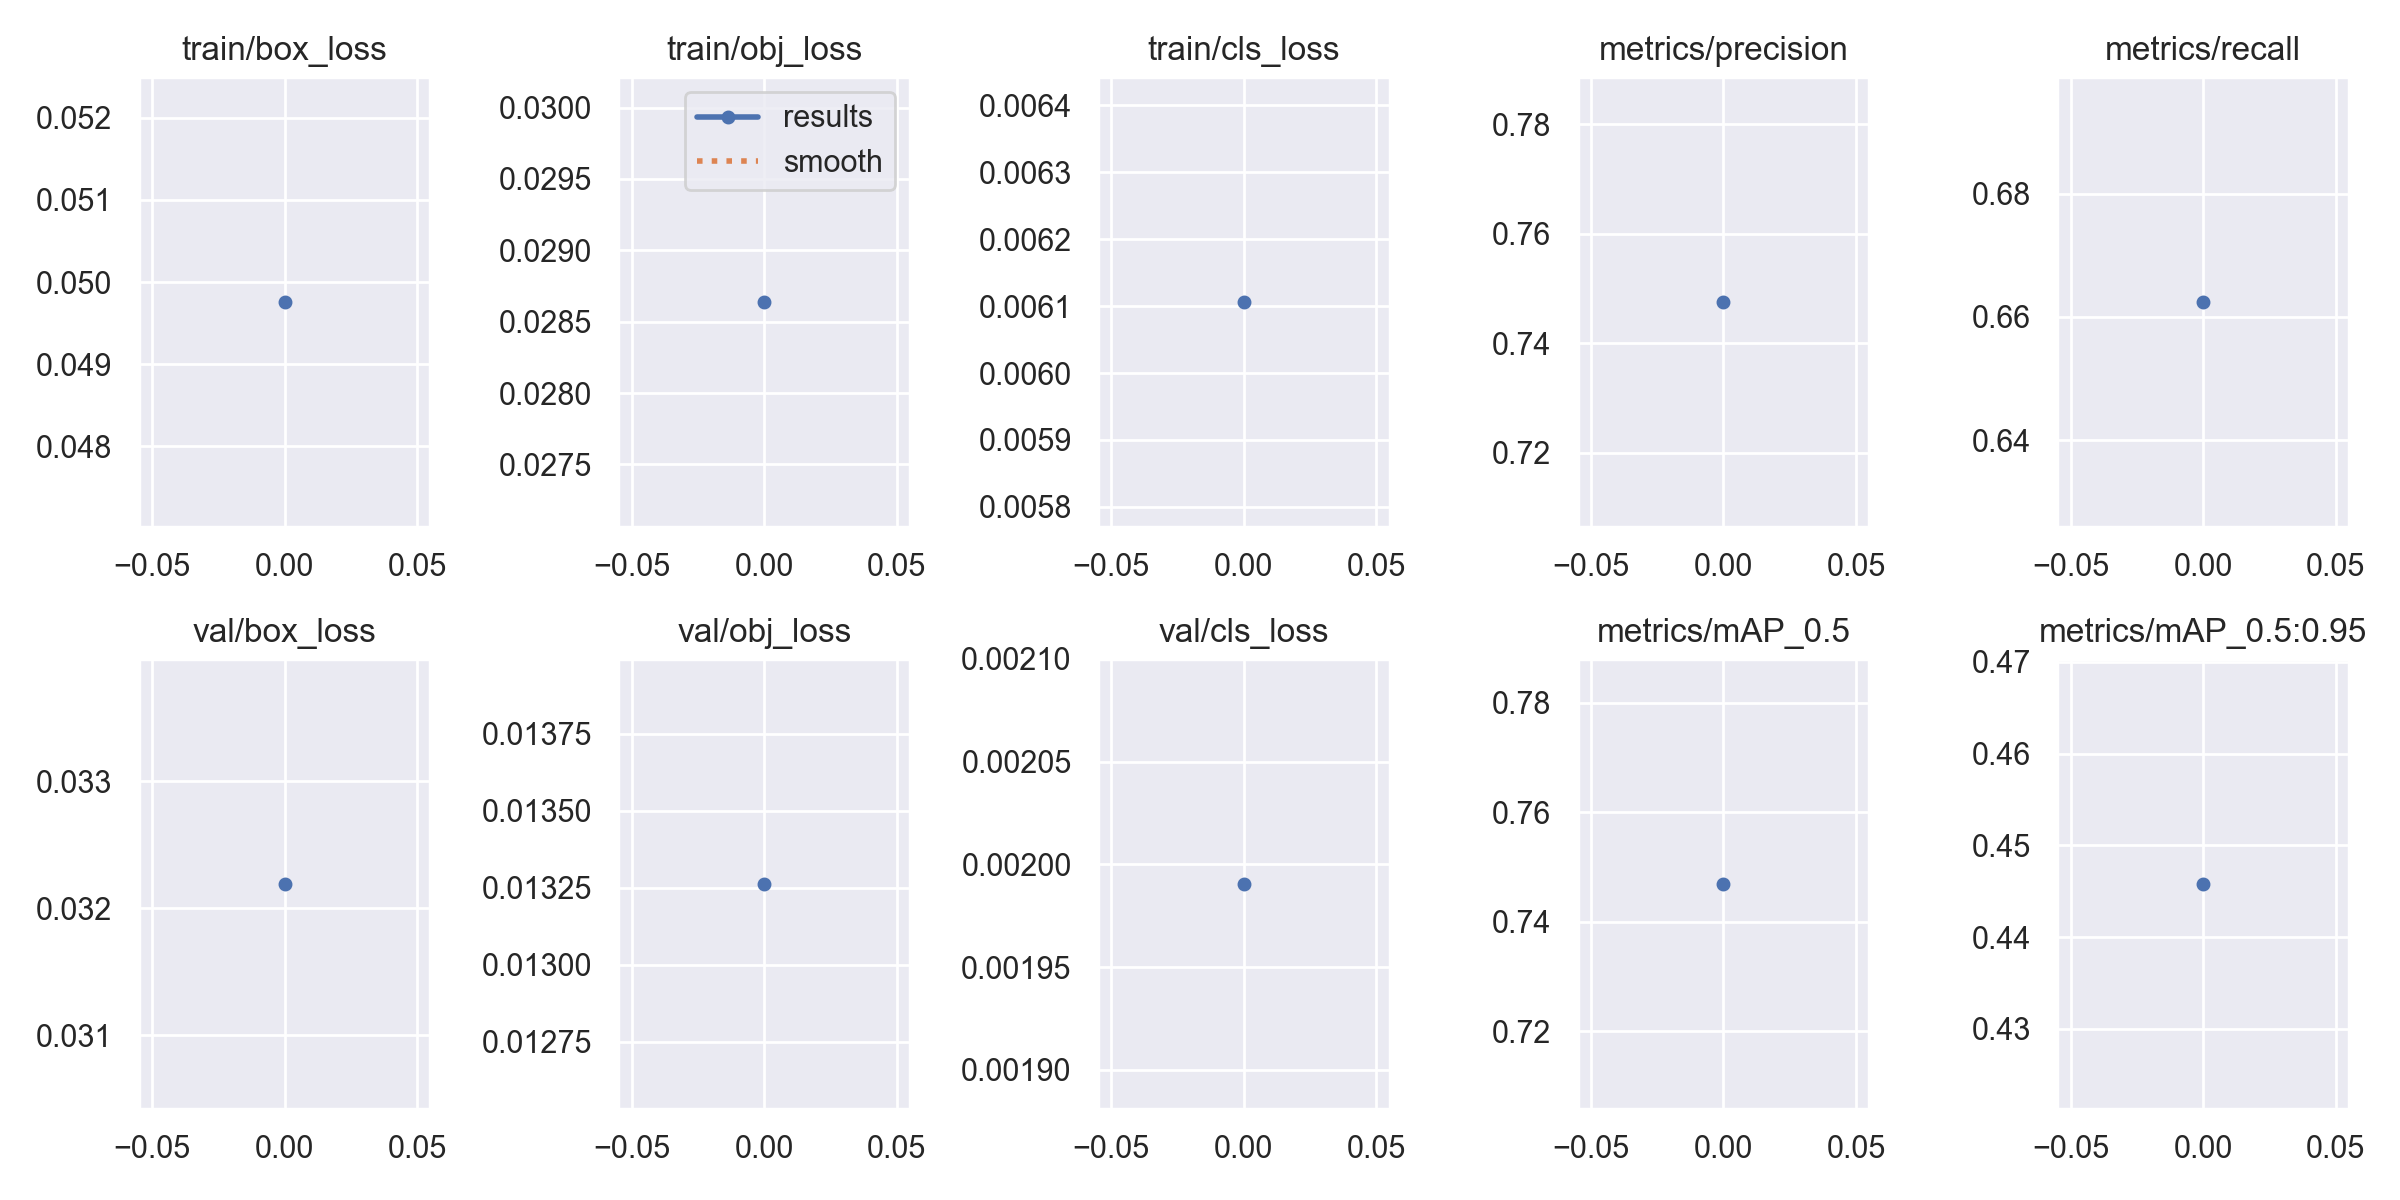 train/box_loss
0.052
0.051
0.050
0.049
0.048
−0.05 0.00 0.05
train/obj_loss
results
smooth
0.0300
0.0295
0.0290
0.0285
0.0280
0.0275
−0.05 0.00 0.05
train/cls_loss
0.0064
0.0063
0.0062
0.0061
0.0060
0.0059
0.0058
−0.05 0.00 0.05
metrics/precision
0.78
0.76
0.74
0.72
−0.05 0.00 0.05
metrics/recall
0.68
0.66
0.64
−0.05 0.00 0.05
val/box_loss
0.033
0.032
0.031
−0.05 0.00 0.05
val/obj_loss
0.01375
0.01350
0.01325
0.01300
0.01275
−0.05 0.00 0.05
val/cls_loss
0.00210
0.00205
0.00200
0.00195
0.00190
−0.05 0.00 0.05
metrics/mAP_0.5
0.78
0.76
0.74
0.72
−0.05 0.00 0.05
metrics/mAP_0.5:0.95
0.47
0.46
0.45
0.44
0.43
−0.05 0.00 0.05